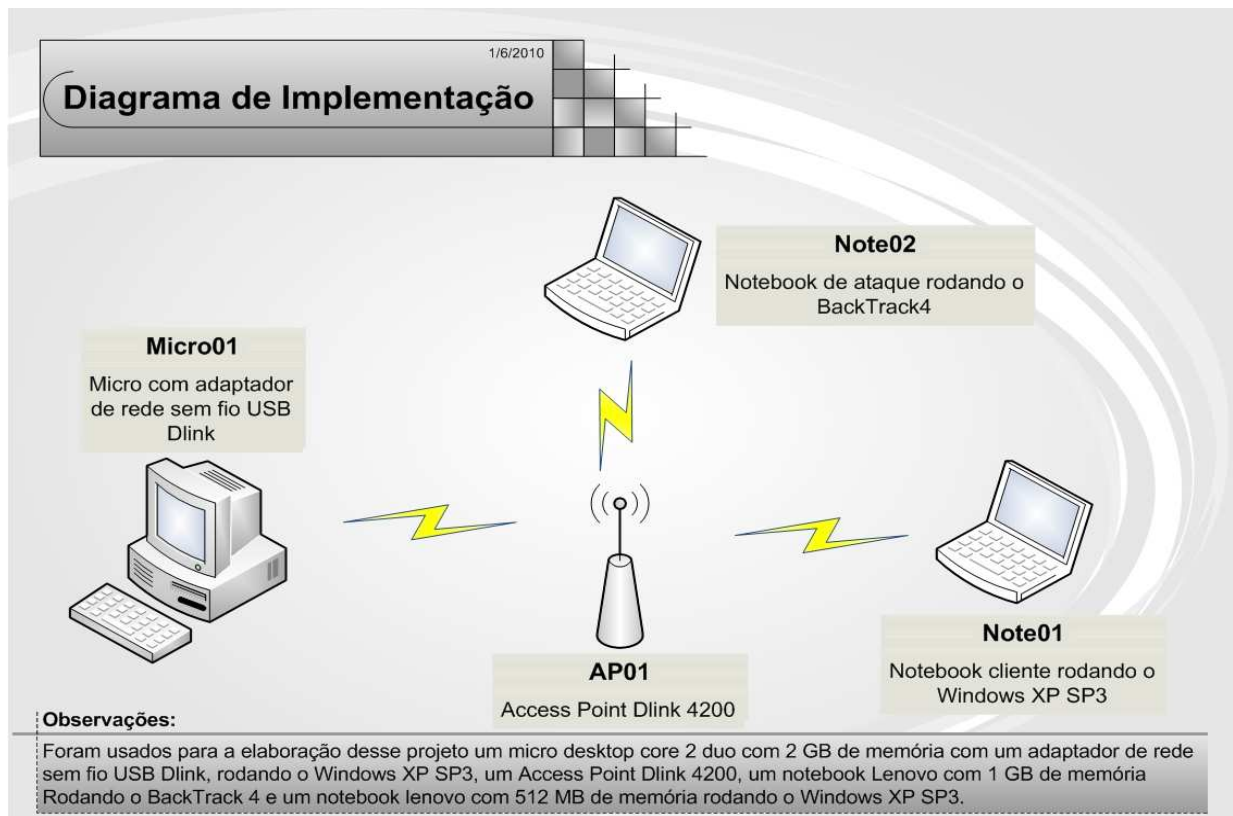 1/6/2010
Diagrama de Implementação
Note02
Notebook de ataque rodando o
BackTrack4
Micro01
Micro com adaptador
de rede sem fio USB
Dlink
AP01
Access Point Dlink 4200
Note01
Notebook cliente rodando o
Windows XP SP3
Observações:
Foram usados para a elaboração desse projeto um micro desktop core 2 duo com 2 GB de memória com um adaptador de rede
sem fio USB Dlink, rodando o Windows XP SP3, um Access Point Dlink 4200, um notebook Lenovo com 1 GB de memória
Rodando o BackTrack 4 e um notebook lenovo com 512 MB de memória rodando o Windows XP SP3.